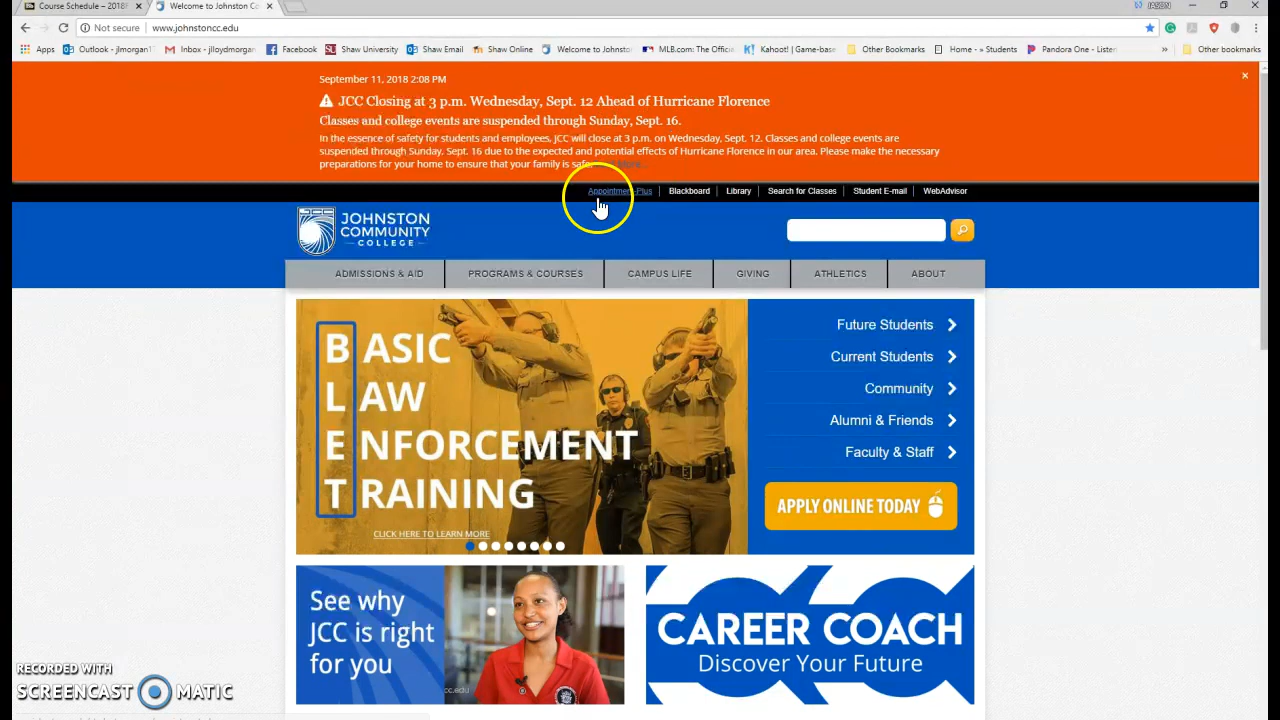 Course Schedule – 2018F
Welcome to Johnston Co
JASON
Not secure
www.johnstoncc.edu
Apps
Outlook - jlmorgan1
Inbox - jlloydmorgan
Facebook
Shaw University
Shaw Email
Shaw Online
Welcome to Johnsto
MLB.com: The Offici
Kahoot! | Game-base
Other Bookmarks
Home - » Students
Pandora One - Listen
Other bookmarks
September 11, 2018 2:08 PM
JCC Closing at 3 p.m. Wednesday, Sept. 12 Ahead of Hurricane Florence
Classes and college events are suspended through Sunday, Sept. 16.
In the essence of safety for students and employees, JCC will close at 3 p.m. on Wednesday, Sept. 12. Classes and college events are
suspended through Sunday, Sept. 16 due to the expected and potential effects of Hurricane Florence in our area. Please make the necessary
preparations for your home to ensure that your family is safe.
Appointment-Plus
Blackboard
Library
Search for Classes
Student E-mail
WebAdvisor
JCC
JOHNSTON
COMMUNITY
COLLEGE
ADMISSIONS & AID
PROGRAMS & COURSES
CAMPUS LIFE
GIVING
ATHLETICS
ABOUT
BASIC
LAW
ENFORCEMENT
TRAINING
CLICK HERE TO LEARN MORE
Future Students
Current Students
Community
Alumni & Friends
Faculty & Staff
APPLY ONLINE TODAY
See why
JCC is right
for you
cc.edu
CAREER COACH
Discover Your Future
RECORDED WITH
SCREENCAST MATIC